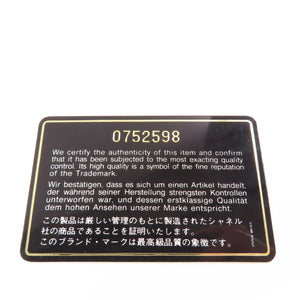 0752598
We certify the authenticity of this item and confirm
that it has been subjected to the most exacting quality
control. Its high quality is a symbol of the fine reputation
of the Trademark.
Wir bestätigen, dass es sich um einen Artikel handelt,
der während seiner Herstellung strengsten Kontrollen
unterworfen war, und dessen erstklassige Qualität
dem hohen Ansehen unserer Marke entspricht.
この製品は厳しい管理のもとに製造されたシャネル
社の商品であることを証明いたします。
このブランド・マークは最高級品質の象徴です。